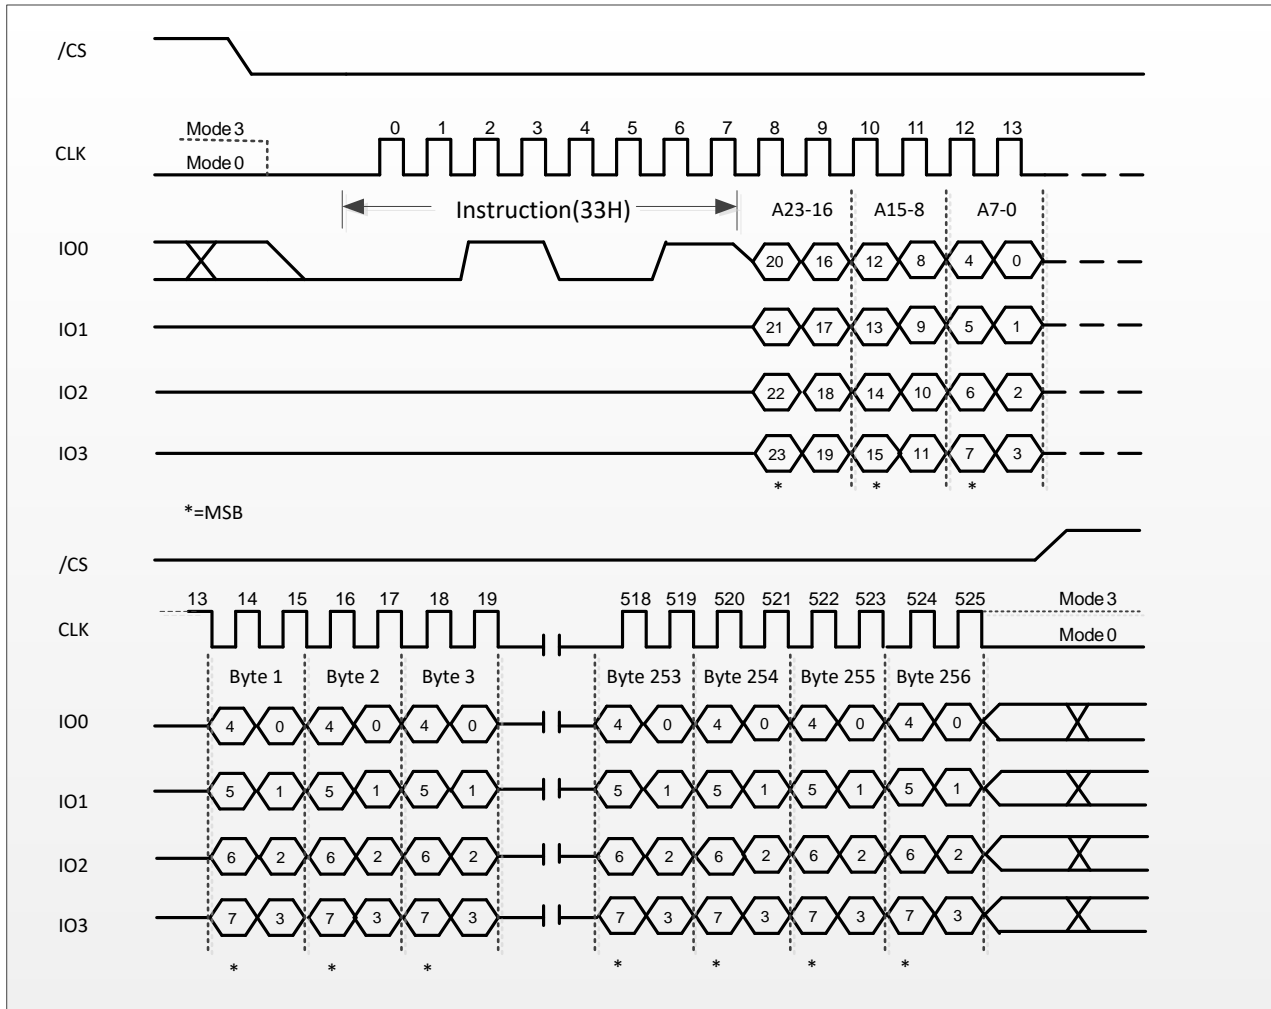 /CS
Mode 3
0 1 2 3 4 5 6 7 8 9 10 11 12 13
CLK
Mode 0
Instruction(33H) A23-16 A15-8 A7-0
IO0 20 16 12 8 4 0
IO1 21 17 13 9 5 1
IO2 22 18 14 10 6 2
IO3 23 19 15 11 7 3
* * *
*=MSB
/CS
13 14 15 16 17 18 19 518 519 520 521 522 523 524 525 Mode 3
CLK Mode 0
Byte 1 Byte 2 Byte 3 Byte 253 Byte 254 Byte 255 Byte 256
IO0 4 0 4 0 4 0 4 0 4 0 4 0 4 0
IO1 5 1 5 1 5 1 5 1 5 1 5 1 5 1
IO2 6 2 6 2 6 2 6 2 6 2 6 2 6 2
IO3 7 3 7 3 7 3 7 3 7 3 7 3 7 3
* * * * * * *